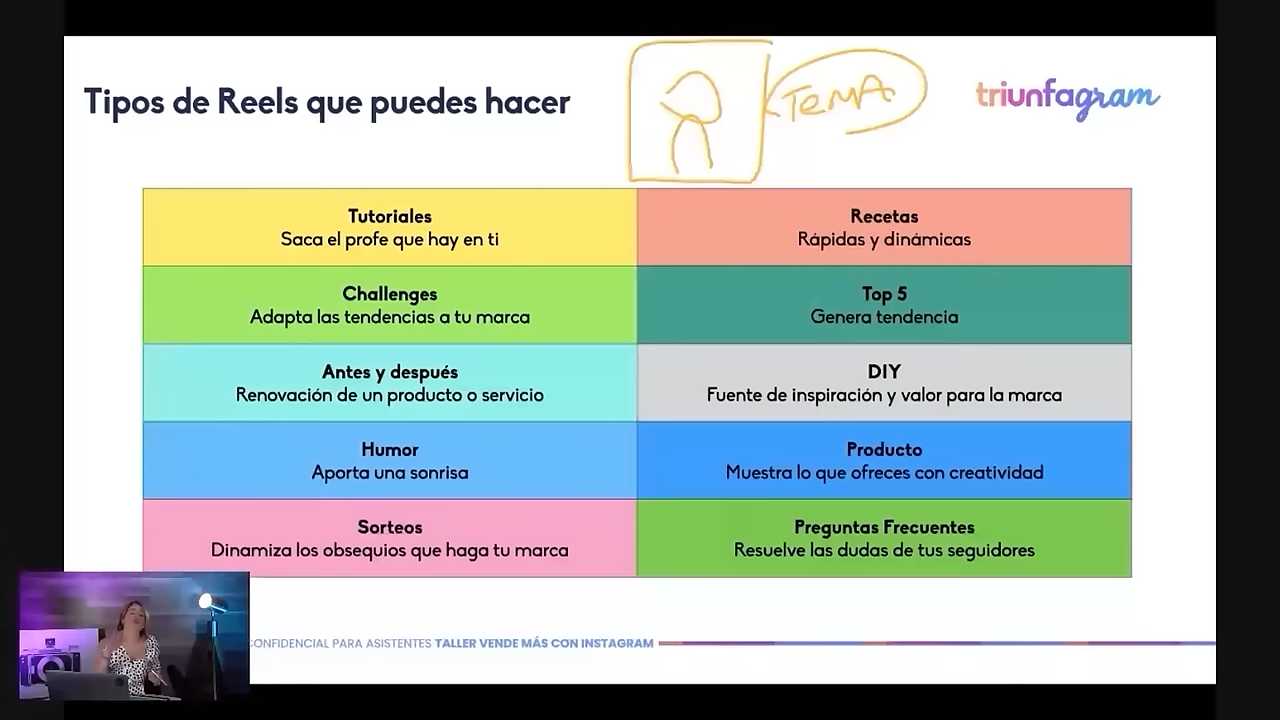 Tipos de Reels que puedes hacer
TEMA
triunfagram
Tutoriales
Saca el profe que hay en ti
Recetas
Rápidas y dinámicas
Challenges
Adapta las tendencias a tu marca
Top 5
Genera tendencia
Antes y después
Renovación de un producto o servicio
DIY
Fuente de inspiración y valor para la marca
Humor
Aporta una sonrisa
Producto
Muestra lo que ofreces con creatividad
Sorteos
Dinamiza los obsequios que haga tu marca
Preguntas Frecuentes
Resuelve las dudas de tus seguidores
CONFIDENCIAL PARA ASISTENTES TALLER VENDE MÁS CON INSTAGRAM